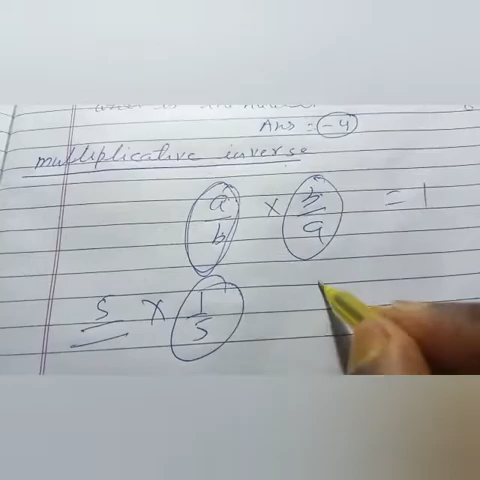 Ans = -4
multiplicative inverse
a/b × b/a = 1
5 × 1/5